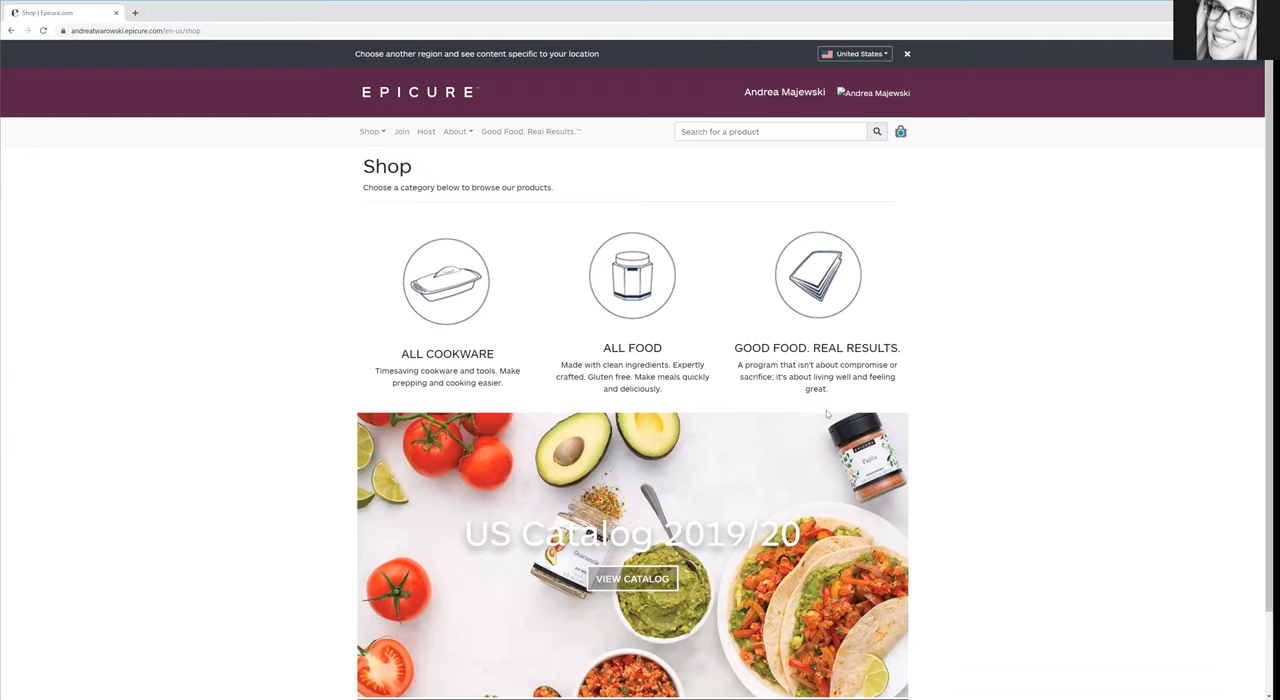 Shop | Epicure.com
andreatwarowski.epicure.com/en-us/shop
Choose another region and see content specific to your location
United States
EPICURE™
Andrea Majewski
Andrea Majewski
Shop
Join
Host
About
Good Food. Real Results.™
Search for a product
Shop
Choose a category below to browse our products.
ALL COOKWARE
Timesaving cookware and tools. Make
prepping and cooking easier.
ALL FOOD
Made with clean ingredients. Expertly
crafted. Gluten free. Make meals quickly
and deliciously.
GOOD FOOD. REAL RESULTS.
A program that isn't about compromise or
sacrifice; it's about living well and feeling
great.
EPICURE
Fajita
US Catalog 2019/20
Guacamole
VIEW CATALOG